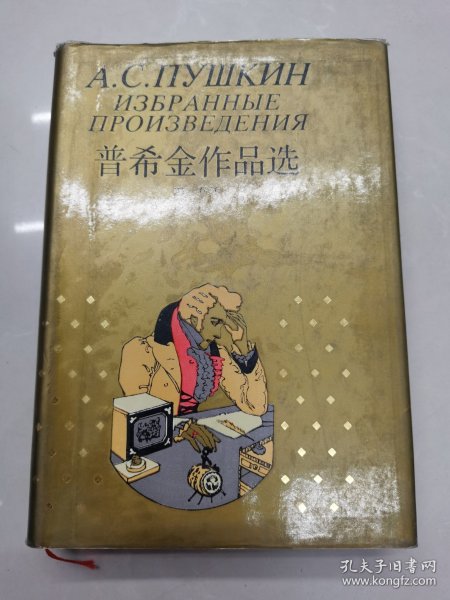 А.С.ПУШКИН
ИЗБРАННЫЕ
ПРОИЗВЕДЕНИЯ
普希金作品选
孔夫子旧书网
www.kongfz.com